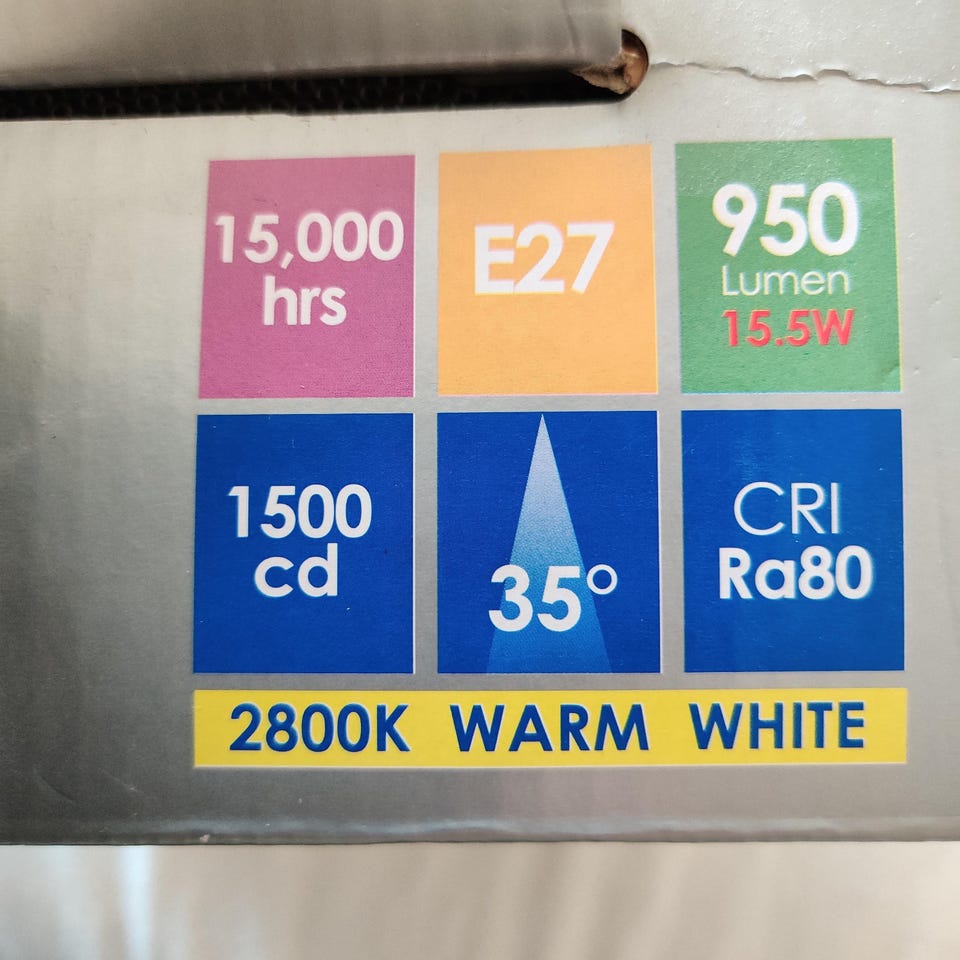 15,000
hrs
E27
950
Lumen
15.5W
1500
cd
35°
CRI
Ra80
2800K WARM WHITE